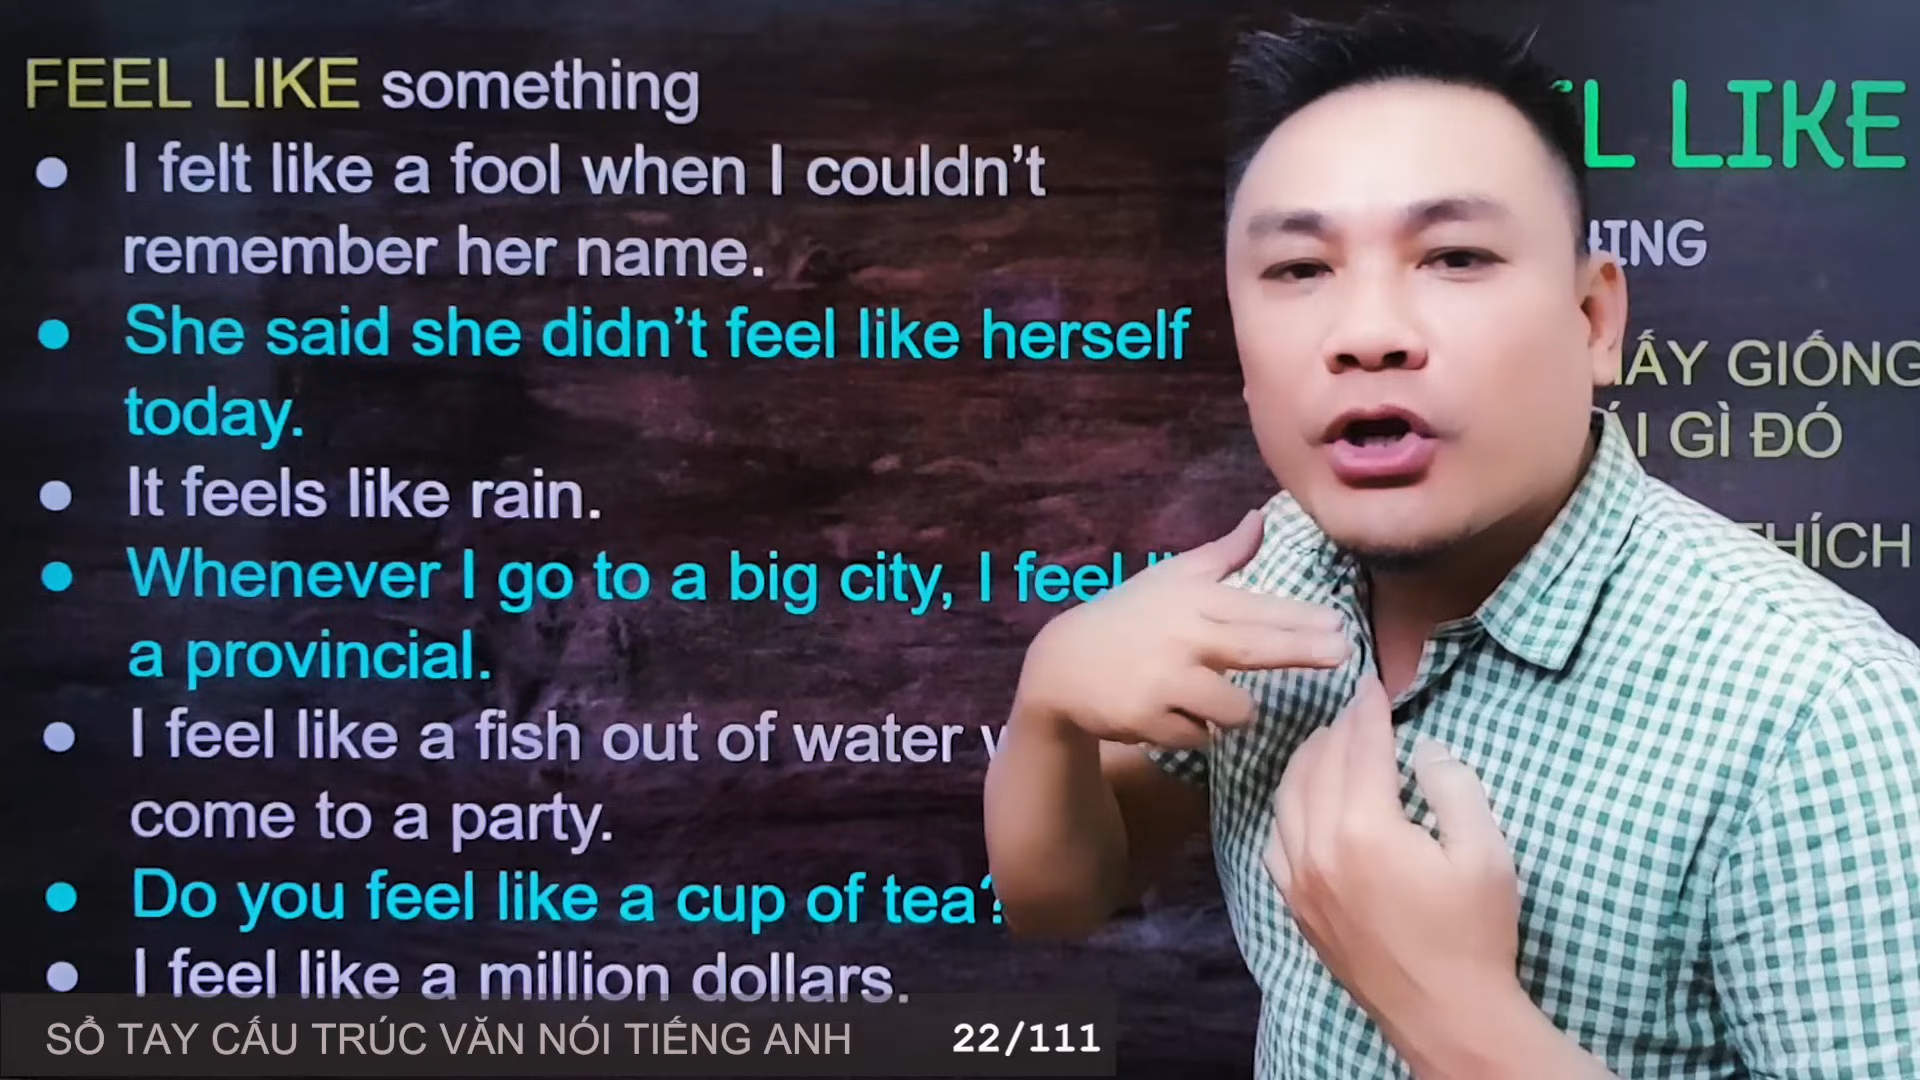 FEEL LIKE something
● I felt like a fool when I couldn’t
remember her name.
● She said she didn’t feel like herself
today.
● It feels like rain.
● Whenever I go to a big city, I feel
a provincial.
● I feel like a fish out of water
come to a party.
● Do you feel like a cup of tea?
● I feel like a million dollars.
LIKE
GIỐNG
GÌ ĐÓ
SỔ TAY CẤU TRÚC VĂN NÓI TIẾNG ANH
22/111